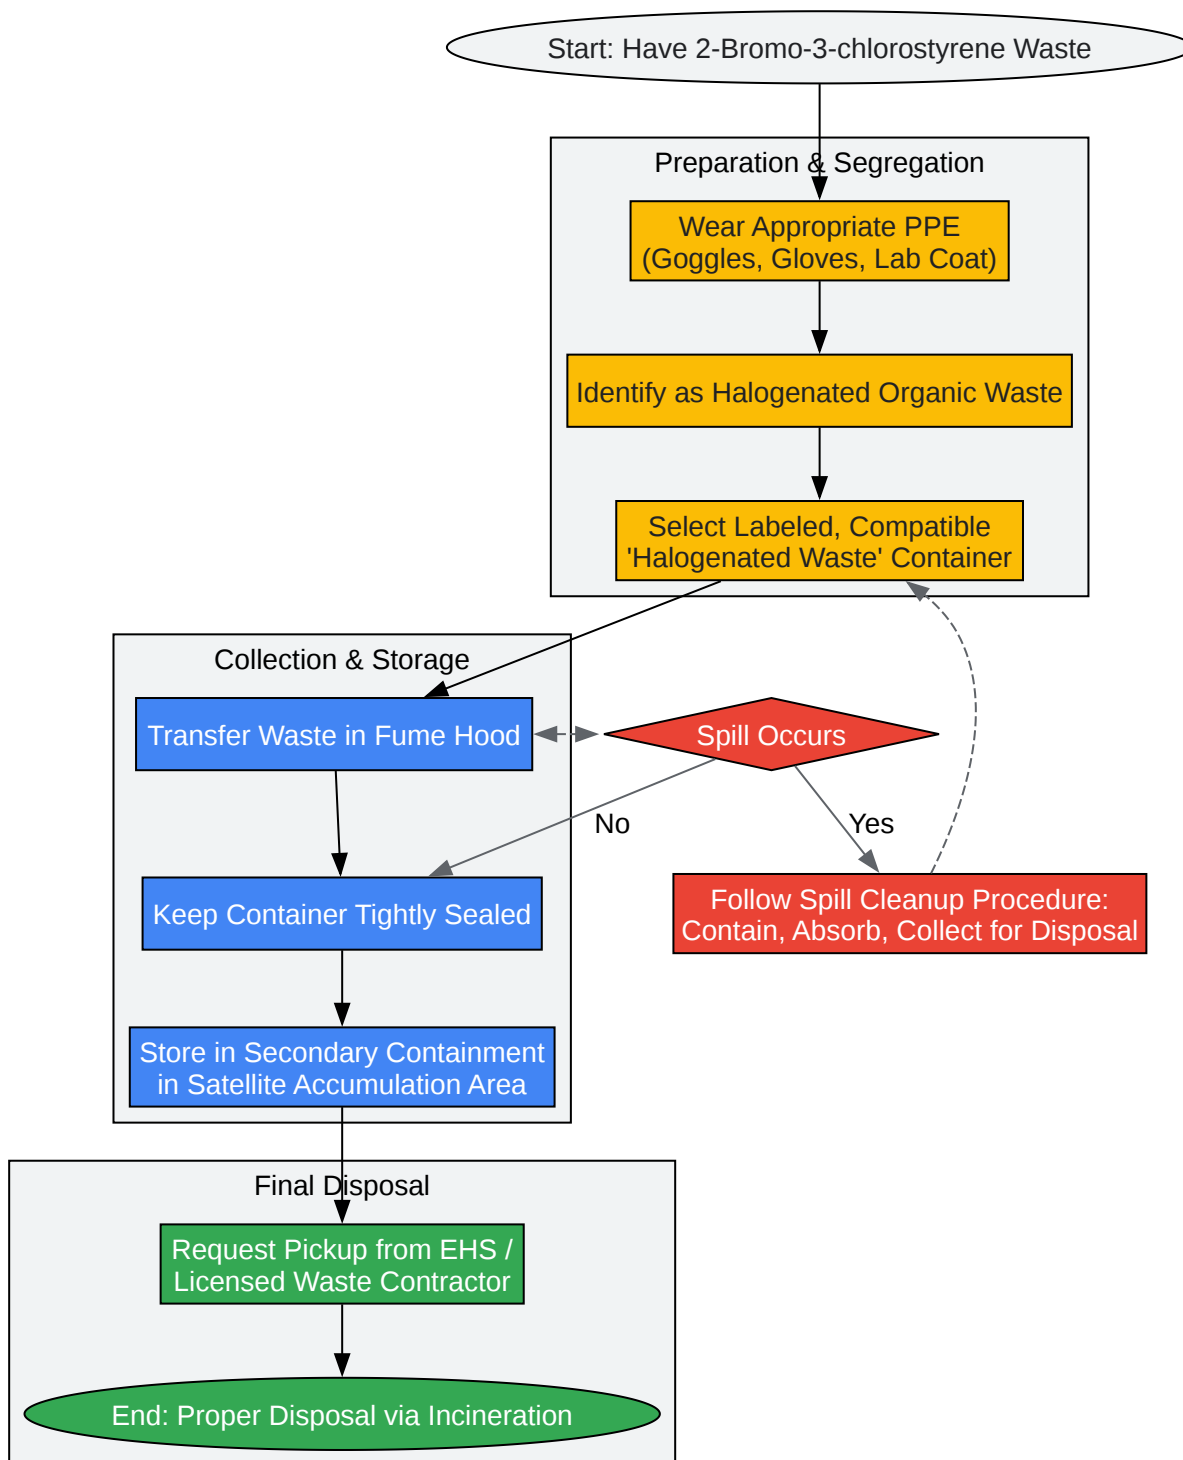 Start: Have 2-Bromo-3-chlorostyrene Waste
Preparation & Segregation
Wear Appropriate PPE
(Goggles, Gloves, Lab Coat)
Identify as Halogenated Organic Waste
Select Labeled, Compatible
'Halogenated Waste' Container
Collection & Storage
Transfer Waste in Fume Hood
Spill Occurs
No
Yes
Keep Container Tightly Sealed
Follow Spill Cleanup Procedure:
Contain, Absorb, Collect for Disposal
Store in Secondary Containment
in Satellite Accumulation Area
Final Disposal
Request Pickup from EHS /
Licensed Waste Contractor
End: Proper Disposal via Incineration